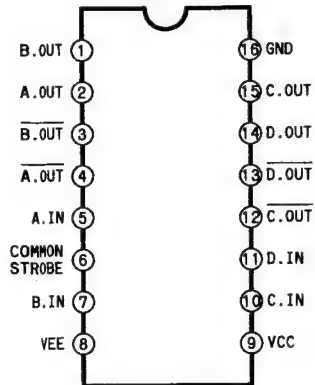 B.OUT 1
A.OUT 2
B.OUT 3
A.OUT 4
A.IN 5
COMMON
STROBE 6
B.IN 7
VEE 8
16 GND
15 C.OUT
14 D.OUT
13 D.OUT
12 C.OUT
11 D.IN
10 C.IN
9 VCC